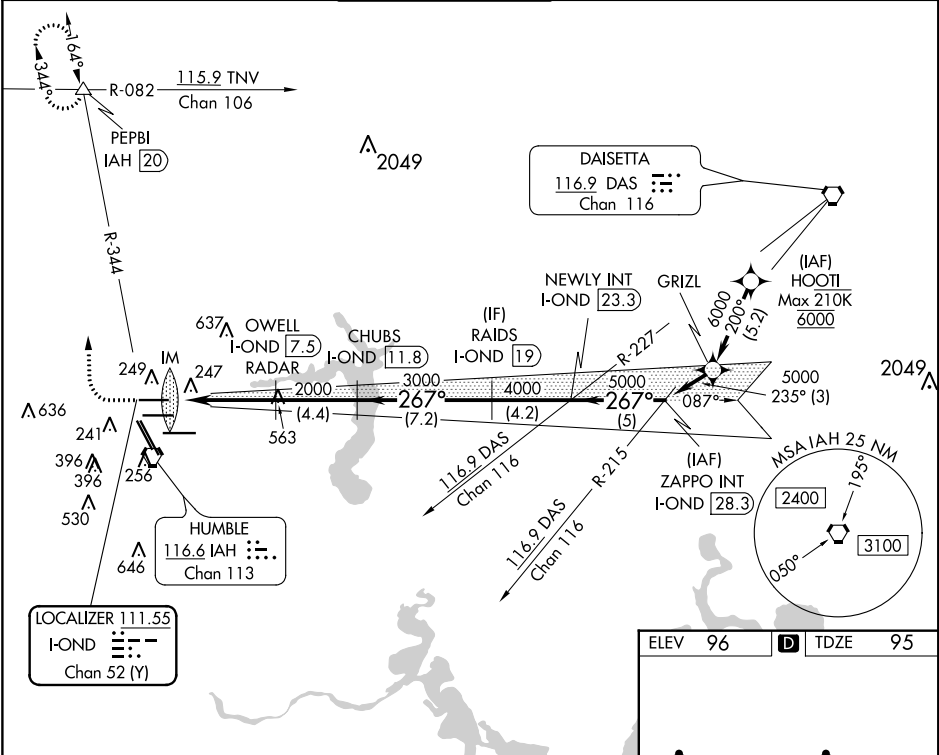 164°
344°
R-082
115.9 TNV
Chan 106
PEPBI
IAH 20
2049
DAISETTA
116.9 DAS
Chan 116
R-344
(IAF)
HOOTI
Max 210K
6000
6000
200°
(5.2)
NEWLY INT
I-OND 23.3
GRIZL
(IF)
RAIDS
I-OND 19
R-227
637
OWELL
I-OND 7.5
RADAR
CHUBS
I-OND 11.8
IM
249
247
2000
3000
4000
5000
5000
2049
267°
267°
087°
235° (3)
(4.4)
(7.2)
(4.2)
(5)
636
241
563
396
396
256
530
646
116.9 DAS
Chan 116
R-215
116.9 DAS
Chan 116
(IAF)
ZAPPO INT
I-OND 28.3
MSA IAH 25 NM
195°
2400
3100
050°
HUMBLE
116.6 IAH
Chan 113
LOCALIZER 111.55
I-OND
Chan 52 (Y)
ELEV 96 D TDZE 95